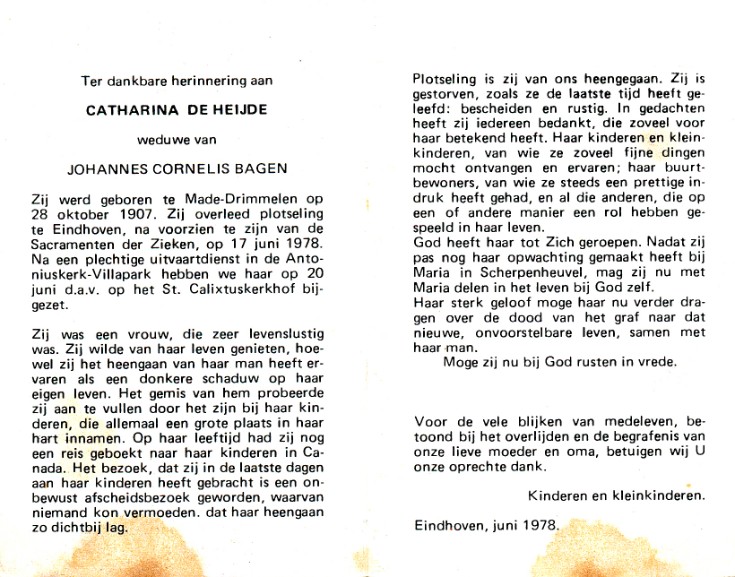 Ter dankbare herinnering aan
CATHARINA DE HEIJDE
weduwe van
JOHANNES CORNELIS BAGEN
Zij werd geboren te Made-Drimmelen op
28 oktober 1907. Zij overleed plotseling
te Eindhoven, na voorzien te zijn van de
Sacramenten der Zieken, op 17 juni 1978.
Na een plechtige uitvaartdienst in de Anto-
niuskerk-Villapark hebben we haar op 20
juni d.a.v. op het St. Calixtuskerkhof bij-
gezet.
Zij was een vrouw, die zeer levenslustig
was. Zij wilde van haar leven genieten, hoe-
wel zij het heengaan van haar man heeft er-
varen als een donkere schaduw op haar
eigen leven. Het gemis van hem probeerde
zij aan te vullen door het zijn bij haar kin-
deren, die allemaal een grote plaats in haar
hart innamen. Op haar leeftijd had zij nog
een reis geboekt naar haar kinderen in Ca-
nada. Het bezoek, dat zij in de laatste dagen
aan haar kinderen heeft gebracht is een on-
bewust afscheidsbezoek geworden, waarvan
niemand kon vermoeden. dat haar heengaan
zo dichtbij lag.
Plotseling is zij van ons heengegaan. Zij is
gestorven, zoals ze de laatste tijd heeft ge-
leefd: bescheiden en rustig. In gedachten
heeft zij iedereen bedankt, die zoveel voor
haar betekend heeft. Haar kinderen en klein-
kinderen, van wie ze zoveel fijne dingen
mocht ontvangen en ervaren; haar buurt-
bewoners, van wie ze steeds een prettige in-
druk heeft gehad, en al die anderen, die op
een of andere manier een rol hebben ge-
speeld in haar leven.
God heeft haar tot Zich geroepen. Nadat zij
pas nog haar opwachting gemaakt heeft bij
Maria in Scherpenheuvel, mag zij nu met
Maria delen in het leven bij God zelf.
Haar sterk geloof moge haar nu verder dra-
gen over de dood van het graf naar dat
nieuwe, onvoorstelbare leven, samen met
haar man.
Moge zij nu bij God rusten in vrede.
Voor de vele blijken van medeleven, be-
toond bij het overlijden en de begrafenis van
onze lieve moeder en oma, betuigen wij U
onze oprechte dank.
Kinderen en kleinkinderen.
Eindhoven, juni 1978.